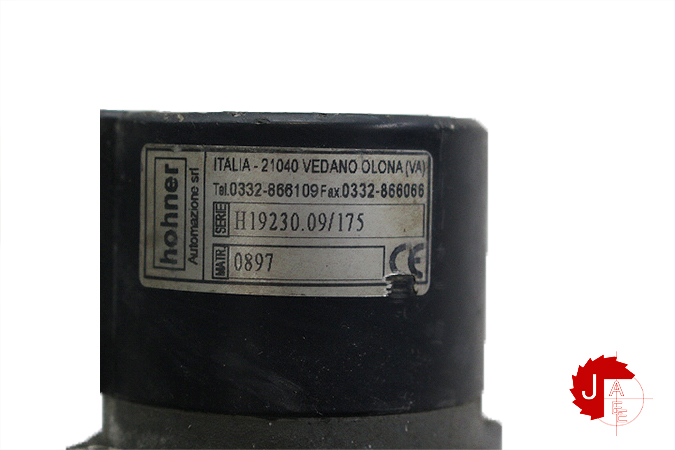 hohner
Automazione srl
ITALIA - 21040 VEDANO OLONA (VA)
Tel.0332-866109 Fax.0332-866066
SERIE H19230.09/175
MATR. 0897
CE
J
A
E
E